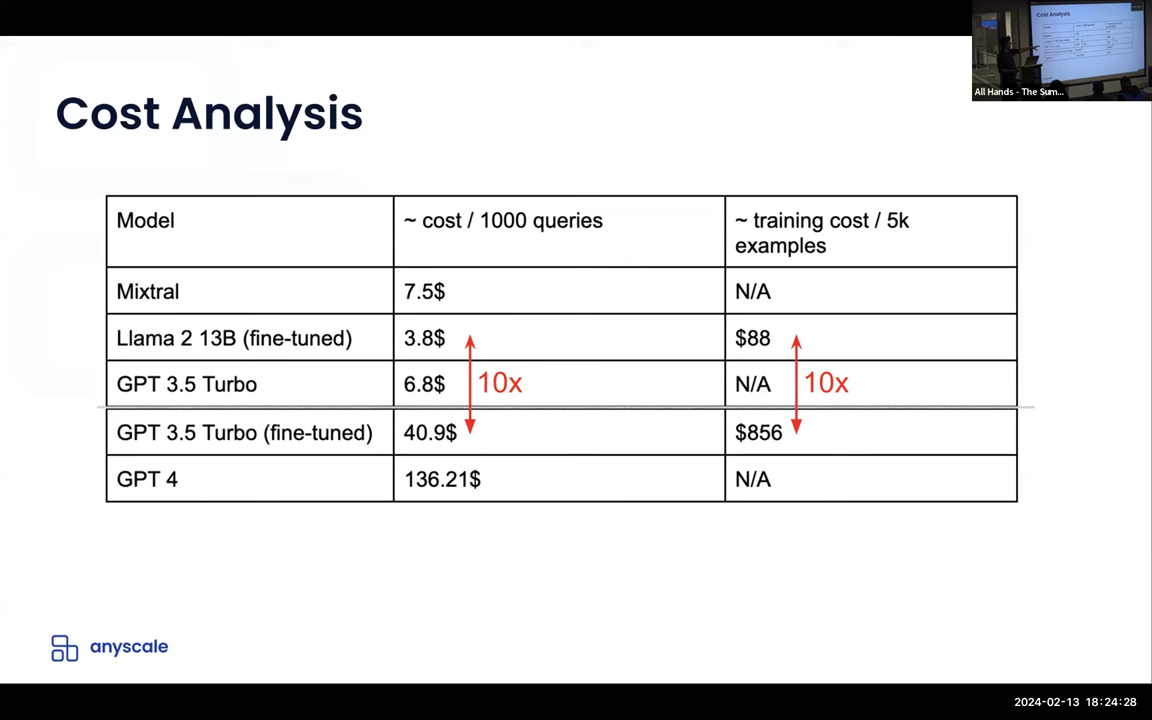 Cost Analysis
All Hands - The Sum...
Cost Analysis
Model
~ cost / 1000 queries
~ training cost / 5k
examples
Mixtral
7.5$
N/A
Llama 2 13B (fine-tuned)
3.8$
$88
GPT 3.5 Turbo
6.8$
10x
N/A
10x
GPT 3.5 Turbo (fine-tuned)
40.9$
$856
GPT 4
136.21$
N/A
anyscale
2024-02-13 18:24:28